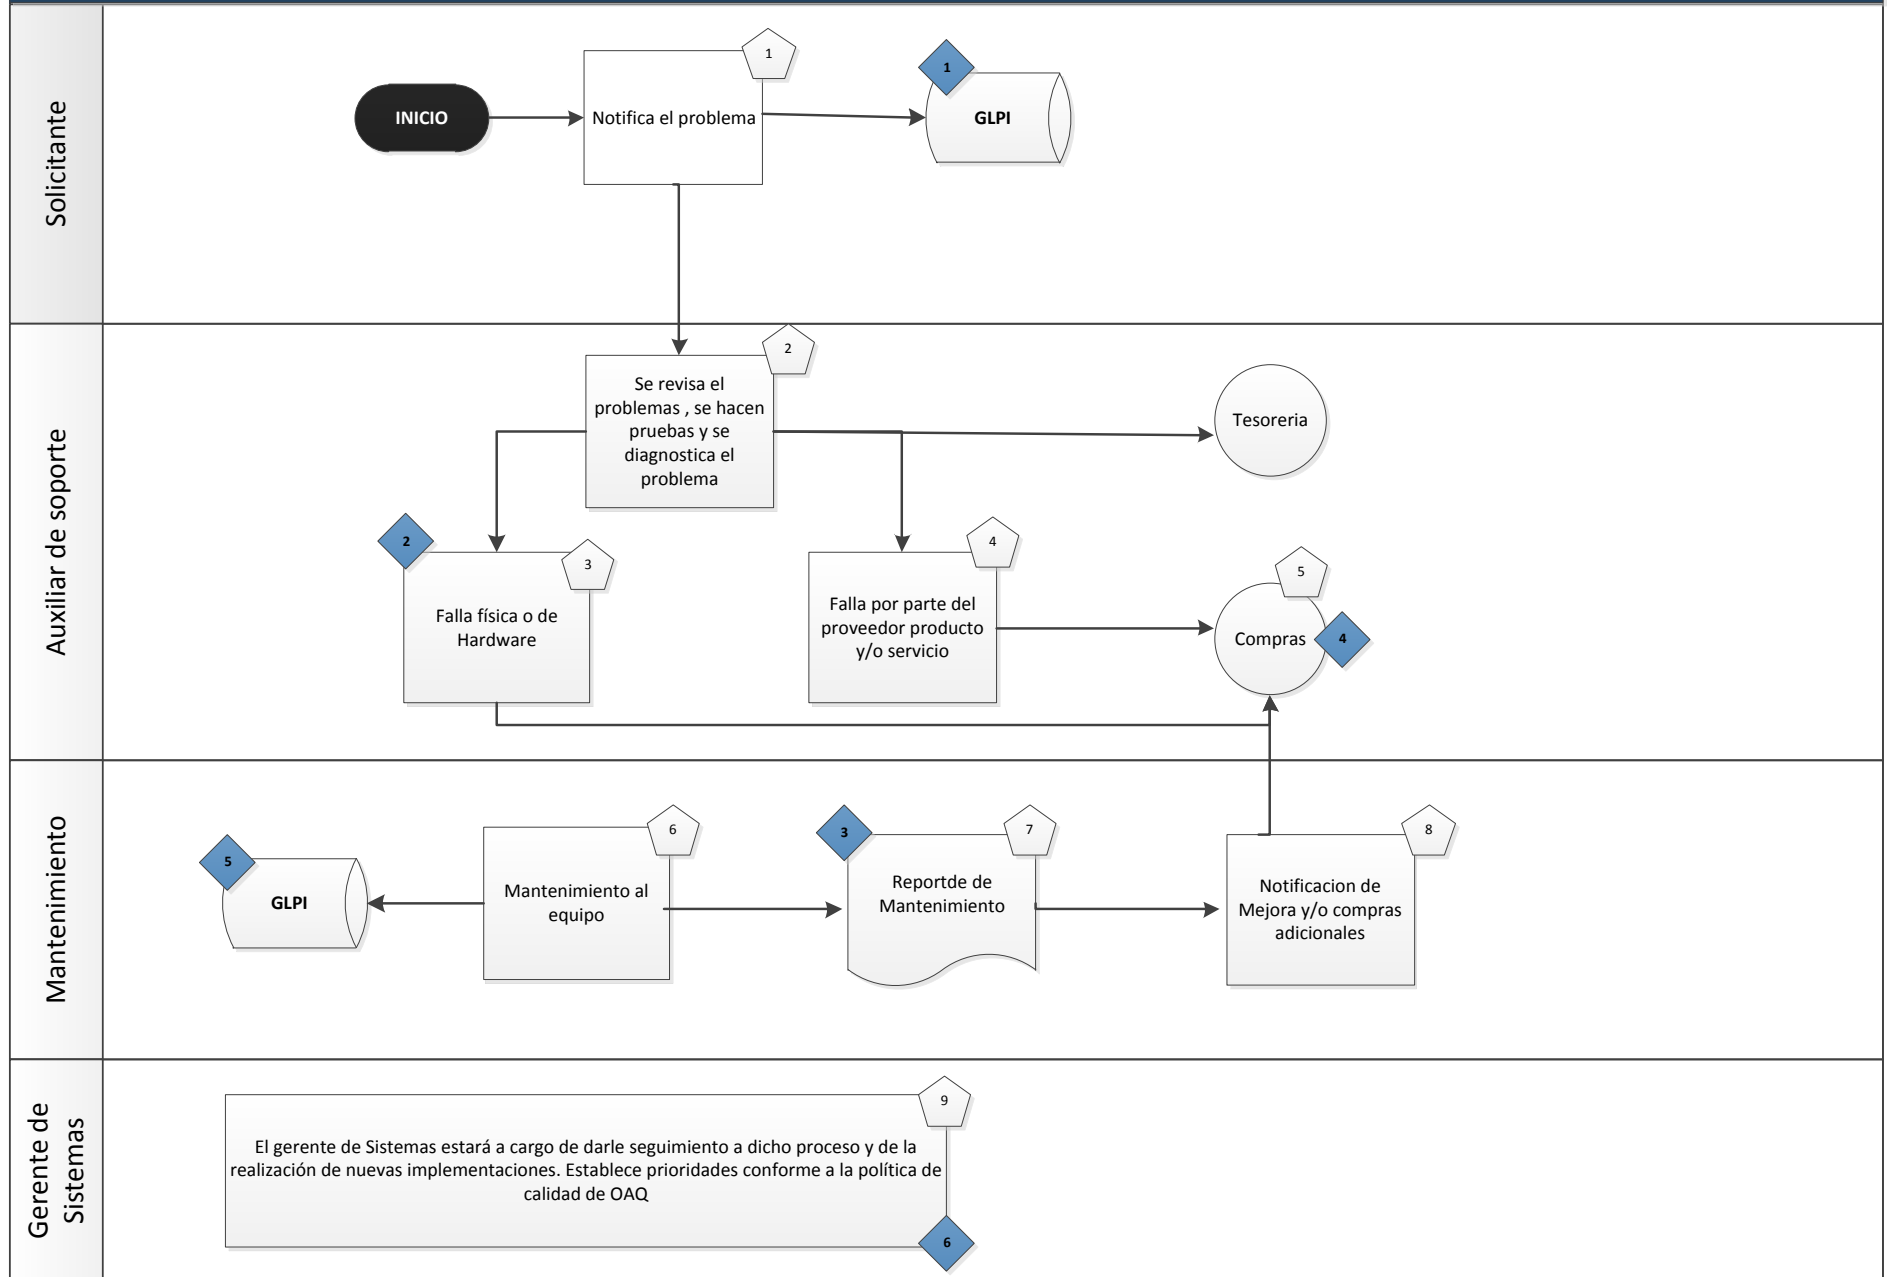 Solicitante
INICIO
1
Notifica el problema
1
GLPI
Auxiliar de soporte
2
Se revisa el
problemas , se hacen
pruebas y se
diagnostica el
problema
Tesoreria
2
3
Falla física o de
Hardware
4
Falla por parte del
proveedor producto
y/o servicio
5
Compras
4
Mantenimiento
5
GLPI
6
Mantenimiento al
equipo
3
7
Reportde de
Mantenimiento
8
Notificacion de
Mejora y/o compras
adicionales
Gerente de
Sistemas
9
El gerente de Sistemas estará a cargo de darle seguimiento a dicho proceso y de la
realización de nuevas implementaciones. Establece prioridades conforme a la política de
calidad de OAQ
6